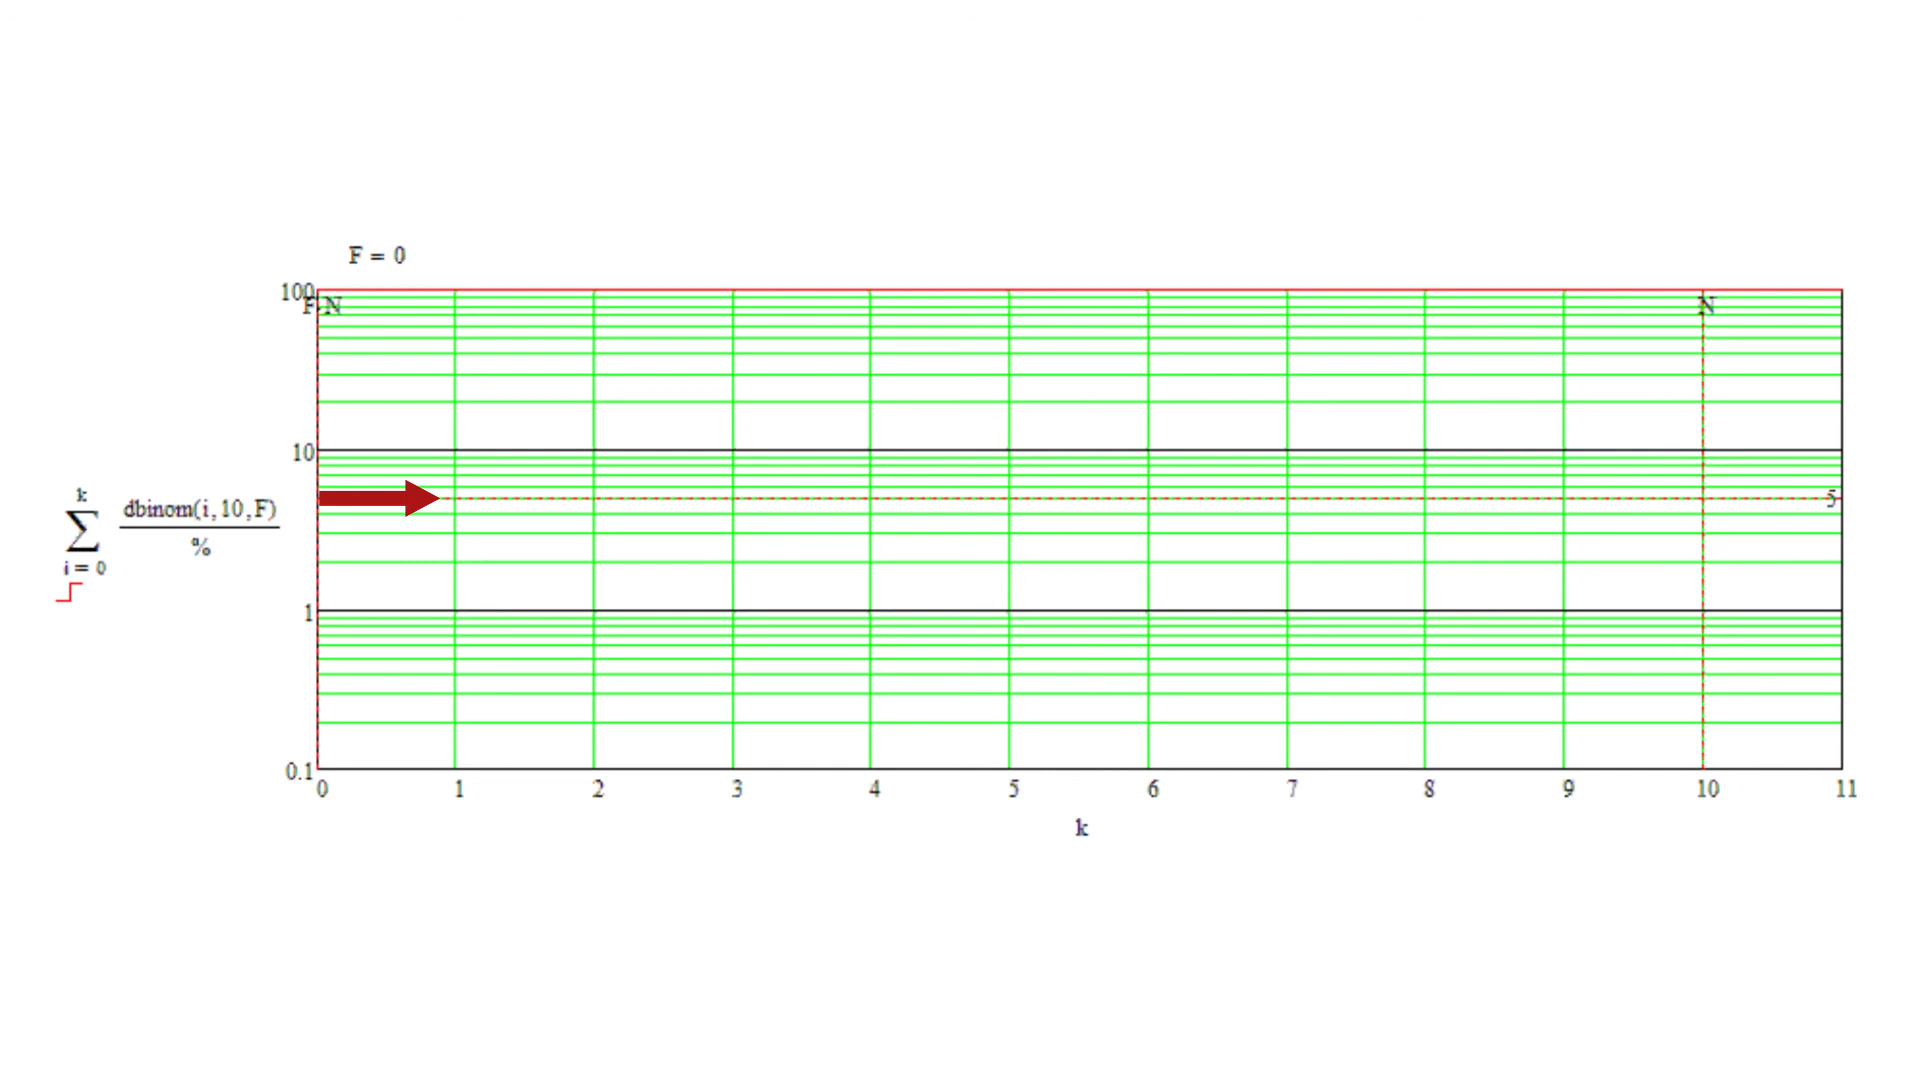 F = 0
100
F·N
N
10
5
k
∑ dbinom(i, 10, F)
%
i = 0
1
0.1
0 1 2 3 4 5 6 7 8 9 10 11
k